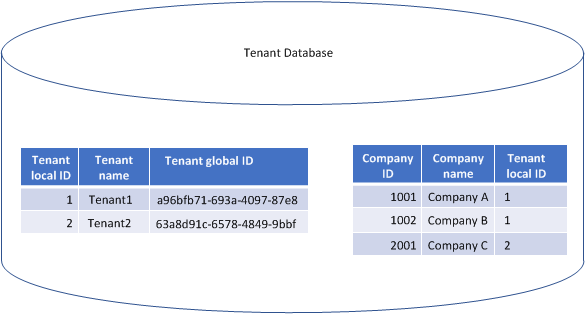 Tenant Database
Tenant local ID Tenant name Tenant global ID
1 Tenant1 a96bfb71-693a-4097-87e8
2 Tenant2 63a8d91c-6578-4849-9bbf
Company ID Company name Tenant local ID
1001 Company A 1
1002 Company B 1
2001 Company C 2